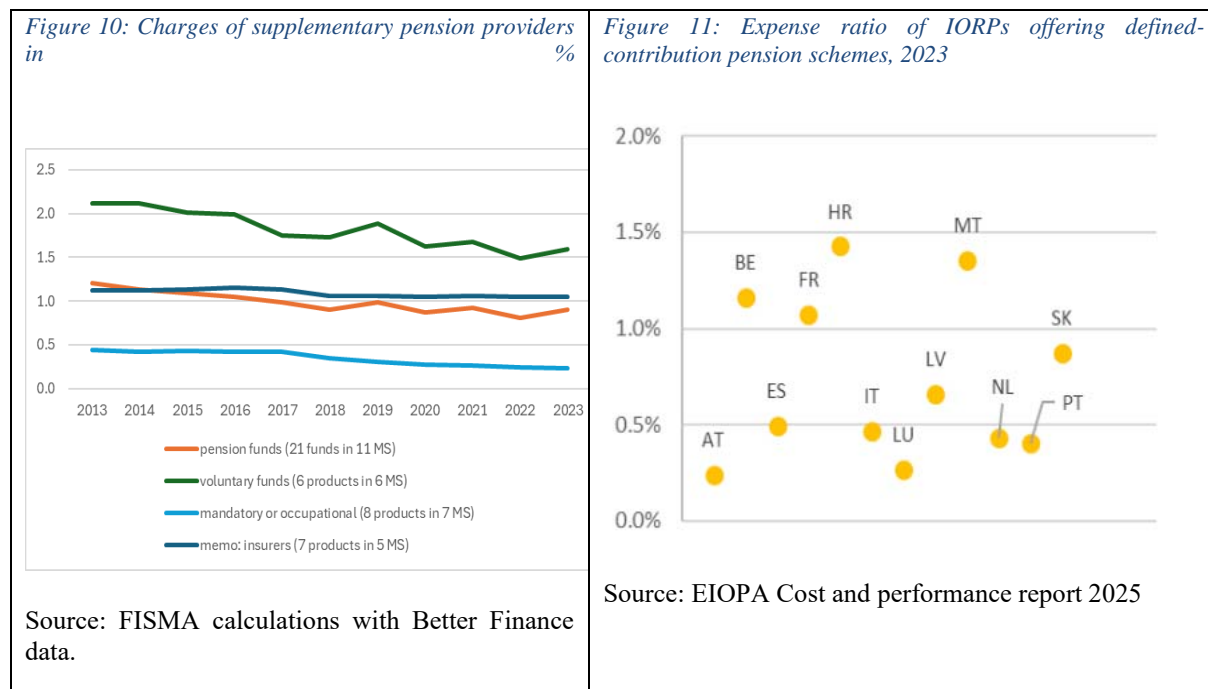 Figure 10: Charges of supplementary pension providers
in %
2.5
2.0
1.5
1.0
0.5
0.0
2013 2014 2015 2016 2017 2018 2019 2020 2021 2022 2023
pension funds (21 funds in 11 MS)
voluntary funds (6 products in 6 MS)
mandatory or occupational (8 products in 7 MS)
memo: insurers (7 products in 5 MS)
Source: FISMA calculations with Better Finance
data.
Figure 11: Expense ratio of IORPs offering defined-
contribution pension schemes, 2023
2.0%
1.5%
1.0%
0.5%
0.0%
HR
MT
BE
FR
SK
LV
ES
IT
NL
PT
AT
LU
Source: EIOPA Cost and performance report 2025